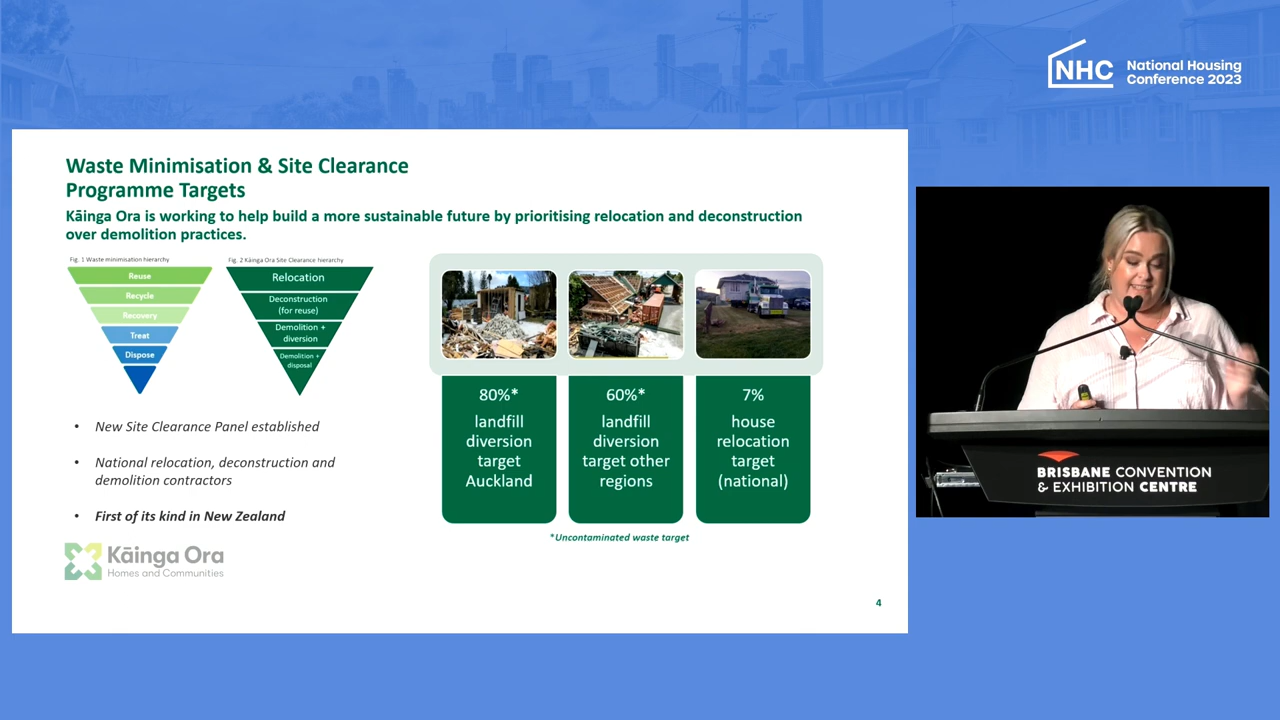 NHC
National Housing
Conference 2023
Waste Minimisation & Site Clearance
Programme Targets
Kāinga Ora is working to help build a more sustainable future by prioritising relocation and deconstruction
over demolition practices.
Fig. 1 Waste minimisation hierarchy
Reuse
Recycle
Recovery
Treat
Dispose
Fig. 2 Kāinga Ora Site Clearance hierarchy
Relocation
Deconstruction
(for reuse)
Demolition +
diversion
Demolition +
disposal
• New Site Clearance Panel established
• National relocation, deconstruction and
demolition contractors
• First of its kind in New Zealand
80%*
landfill
diversion
target
Auckland
60%*
landfill
diversion
target other
regions
7%
house
relocation
target
(national)
*Uncontaminated waste target
Kāinga Ora
Homes and Communities
4
BRISBANE CONVENTION
& EXHIBITION CENTRE